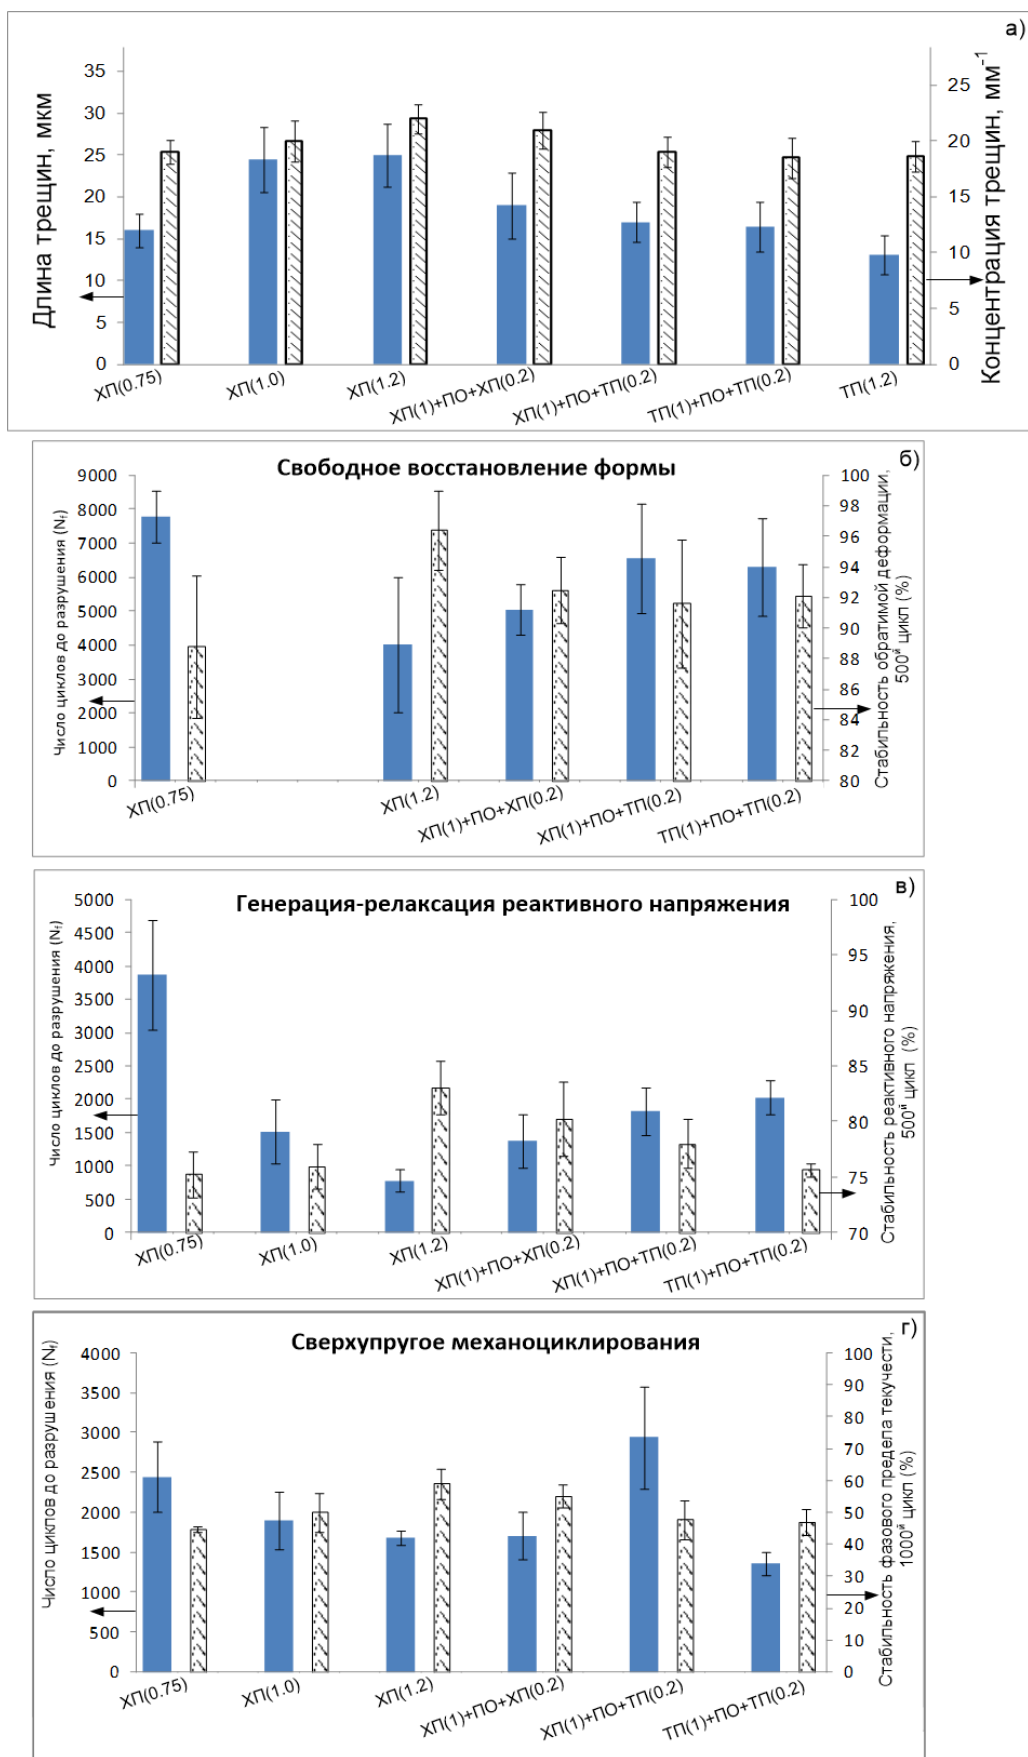 а)
Длина трещин, мкм
35
30
25
20
15
10
5
0
25
20
15
10
5
0
Концентрация трещин, мм⁻¹
ХП(0.75)
ХП(1.0)
ХП(1.2)
ХП(1)+ПО+ХП(0.2)
ХП(1)+ПО+ТП(0.2)
ТП(1)+ПО+ТП(0.2)
ТП(1.2)
б)
Свободное восстановление формы
Число циклов до разрушения (Nf)
9000
8000
7000
6000
5000
4000
3000
2000
1000
0
100
98
96
94
92
90
88
86
84
82
80
Стабильность обратимой деформации,
500й цикл (%)
ХП(0.75)
ХП(1.2)
ХП(1)+ПО+ХП(0.2)
ХП(1)+ПО+ТП(0.2)
ТП(1)+ПО+ТП(0.2)
в)
Генерация-релаксация реактивного напряжения
Число циклов до разрушения (Nf)
5000
4500
4000
3500
3000
2500
2000
1500
1000
500
0
100
95
90
85
80
75
70
Стабильность реактивного напряжения,
500й цикл (%)
ХП(0.75)
ХП(1.0)
ХП(1.2)
ХП(1)+ПО+ХП(0.2)
ХП(1)+ПО+ТП(0.2)
ТП(1)+ПО+ТП(0.2)
г)
Сверхупругое механоциклирования
Число циклов до разрушения (Nf)
4000
3500
3000
2500
2000
1500
1000
500
0
100
90
80
70
60
50
40
30
20
10
0
Стабильность фазового предела текучести,
1000й цикл (%)
ХП(0.75)
ХП(1.0)
ХП(1.2)
ХП(1)+ПО+ХП(0.2)
ХП(1)+ПО+ТП(0.2)
ТП(1)+ПО+ТП(0.2)